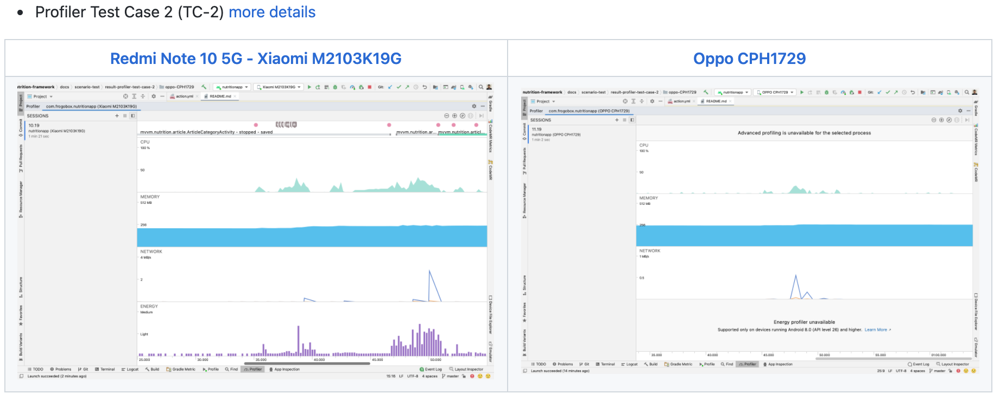 Profiler Test Case 2 (TC-2) more details
Redmi Note 10 5G - Xiaomi M2103K19G
utrition-framework › docs › scenario-test › result-profiler-test-case-2 › oppo-CPH1729 nutritionapp Xiaomi M2103K19G Git:
Project action.yml README.md
Profiler com.frogobox.nutritionapp (Xiaomi M2103K19G)
SESSIONS
10.19
nutritionapp (Xiaomi M2103K19G)
1 min 21 sec
mvvm.nutrition.article.ArticleCategoryActivity - stopped - saved mvvm.nutrition.ar... mvvm.nutrition.articl...
CPU
100 %
50
MEMORY
512 MB
256
NETWORK
4 MB/s
2
ENERGY
Medium
Light
25.000 30.000 35.000 40.000 45.000 50.000
Project
Commit
Pull Requests
Resource Manager
Structure
Favorites
Build Variants
Gradle
CodeMR Metrics
CodeMR
Device File Explorer
Emulator
TODO Problems Git Terminal Logcat Build Gradle Metric Profile Find Profiler App Inspection Event Log Layout Inspector
Launch succeeded (2 minutes ago) 15:16 LF UTF-8 4 spaces master
Oppo CPH1729
nutrition-framework › docs › scenario-test › result-profiler-test-case-2 › oppo-CPH1729 nutritionapp OPPO CPH1729 Git:
Project action.yml README.md
Profiler com.frogobox.nutritionapp (OPPO CPH1729)
SESSIONS
11.19
nutritionapp (OPPO CPH1729)
1 min 2 sec
Advanced profiling is unavailable for the selected process
CPU
100 %
50
MEMORY
512 MB
256
NETWORK
1 MB/s
0.5
Energy profiler unavailable
Supported only on devices running Android 8.0 (API level 26) and higher. Learn More ↗
35.000 40.000 45.000 50.000 55.000 01:00.000
Project
Commit
Pull Requests
Resource Manager
Structure
Favorites
Build Variants
Gradle
CodeMR Metrics
CodeMR
Device File Explorer
Emulator
TODO Problems Git Terminal Logcat Build Gradle Metric Profile Find Profiler App Inspection Event Log Layout Inspector
Launch succeeded (14 minutes ago) 25:9 LF UTF-8 4 spaces master